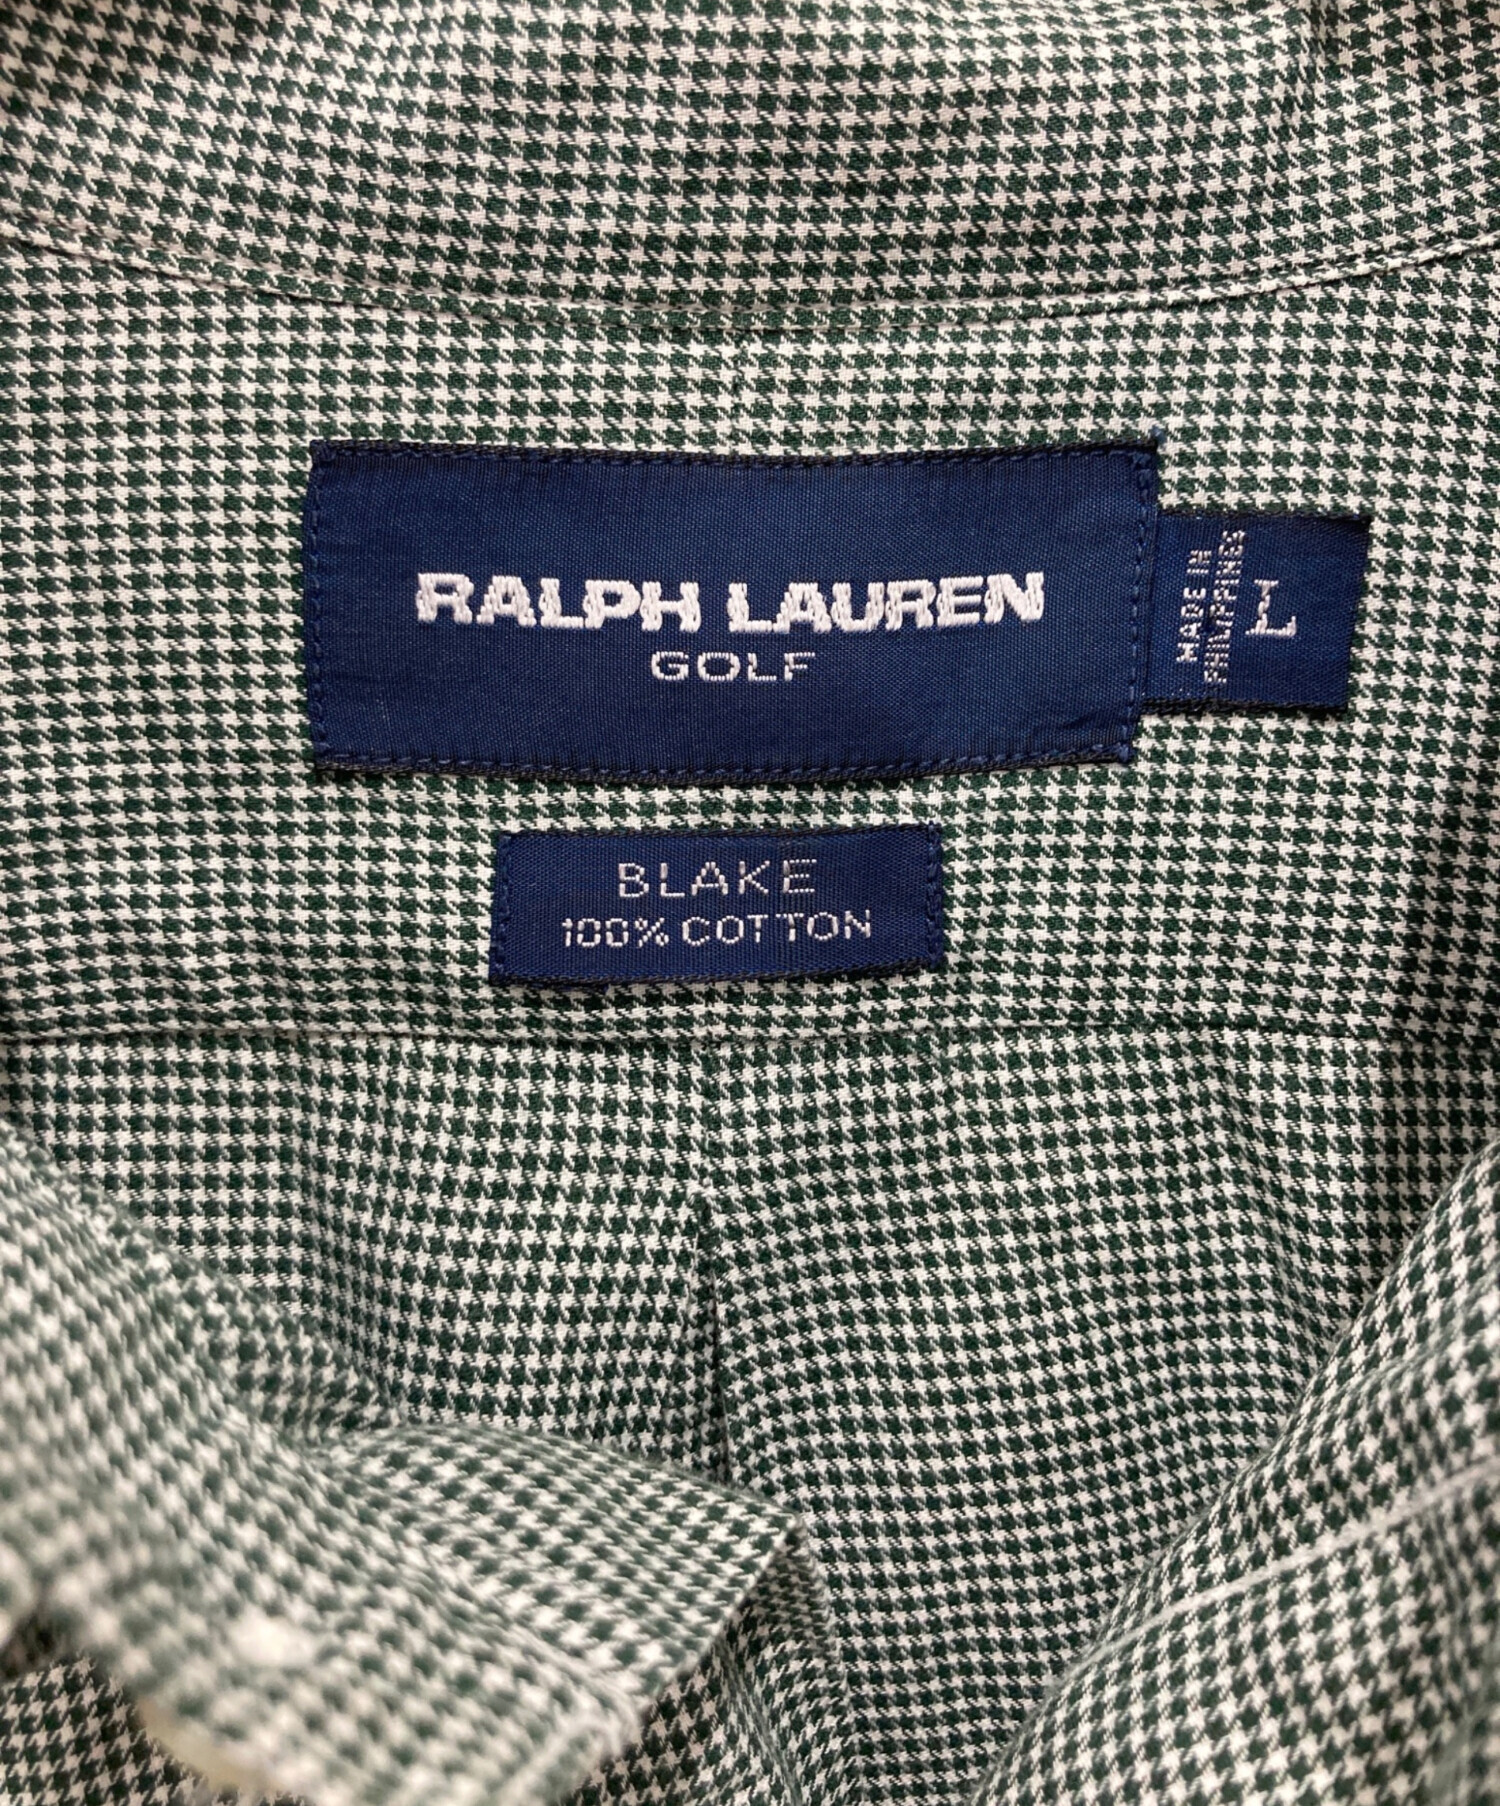 RALPH LAUREN
GOLF
MADE IN
PHILIPPINES
L
BLAKE
100% COTTON